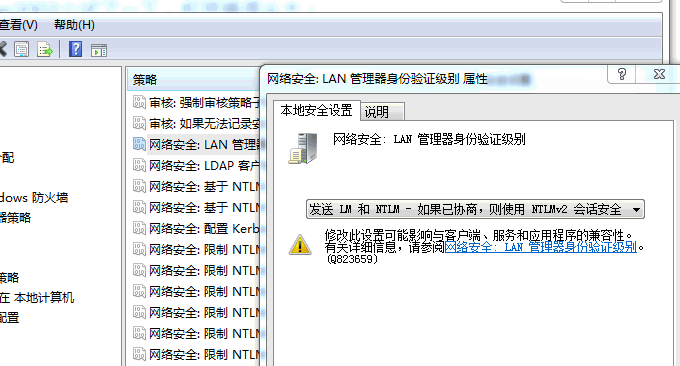 查看(V) 帮助(H)
配
dows 防火墙
器策略
策略
在 本地计算机
配置
策略
审核: 强制审核策略子
审核: 如果无法记录安
网络安全: LAN 管理器
网络安全: LDAP 客户
网络安全: 基于 NTLM
网络安全: 基于 NTLM
网络安全: 配置 Kerb
网络安全: 限制 NTLM
网络安全: 限制 NTLM
网络安全: 限制 NTLM
网络安全: 限制 NTLM
网络安全: 限制 NTLM
网络安全: 限制 NTLM
网络安全: LAN 管理器身份验证级别 属性
本地安全设置 说明
网络安全: LAN 管理器身份验证级别
发送 LM 和 NTLM - 如果已协商，则使用 NTLMv2 会话安全
修改此设置可能影响与客户端、服务和应用程序的兼容性。
有关详细信息，请参阅网络安全: LAN 管理器身份验证级别。
(Q823659)